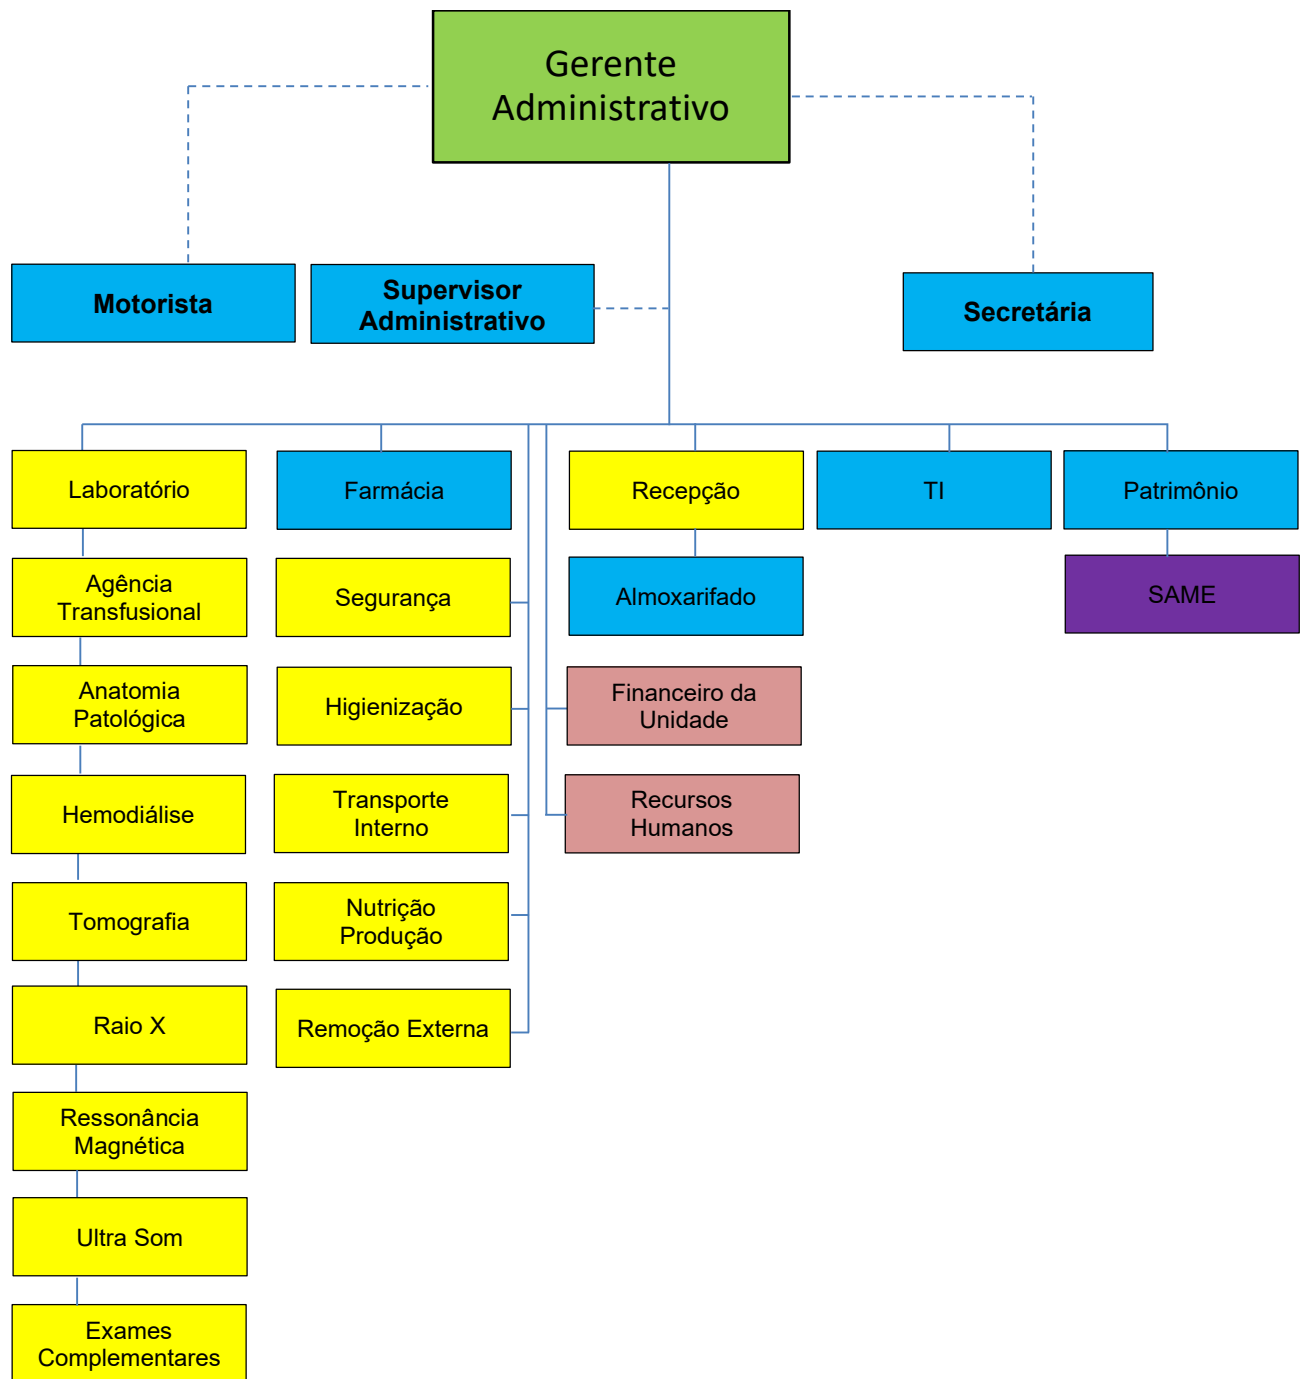 Gerente
Administrativo
Motorista
Supervisor
Administrativo
Secretária
Laboratório
Farmácia
Recepção
TI
Patrimônio
Agência
Transfusional
Segurança
Almoxarifado
SAME
Anatomia
Patológica
Higienização
Financeiro da
Unidade
Hemodiálise
Transporte
Interno
Recursos
Humanos
Tomografia
Nutrição
Produção
Raio X
Remoção Externa
Ressonância
Magnética
Ultra Som
Exames
Complementares